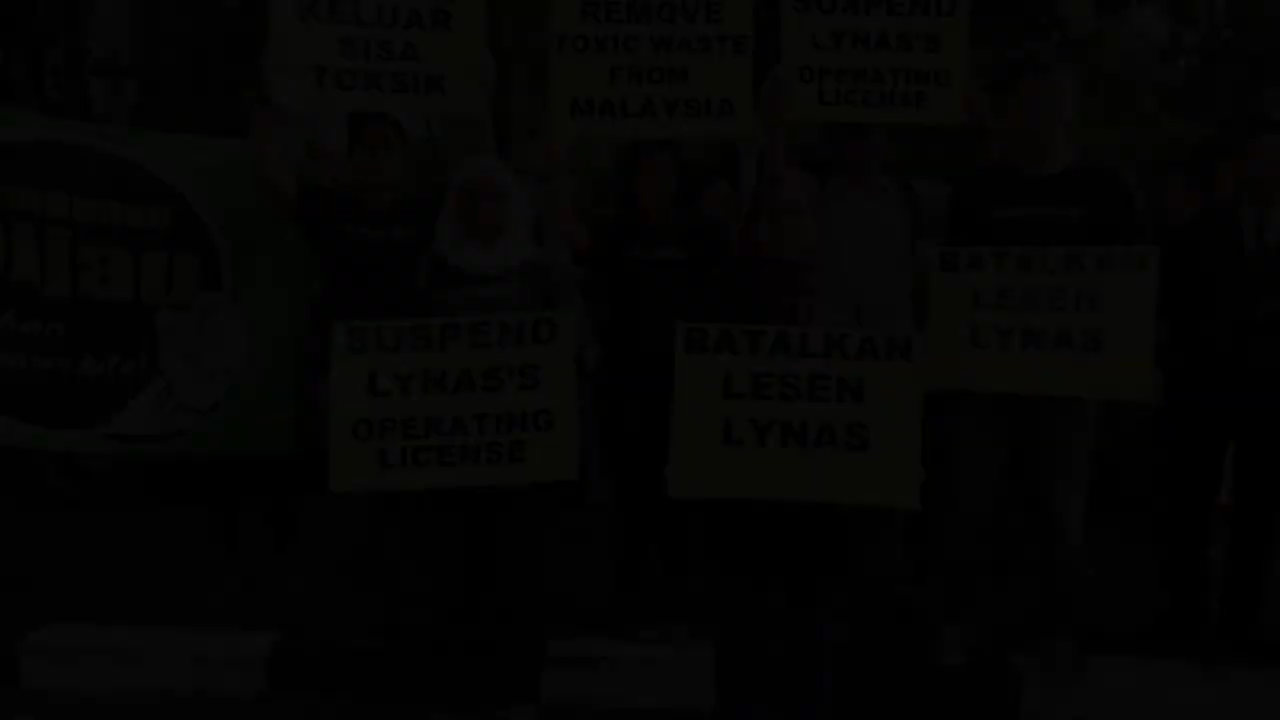 KELUAR
SISA
TOKSIK
REMOVE
TOXIC WASTE
FROM
MALAYSIA
SUSPEND
LYNAS'S
OPERATING
LICENSE
BATALKAN
LESEN
LYNAS
SUSPEND
LYNAS'S
OPERATING
LICENSE
BATALKAN
LESEN
LYNAS